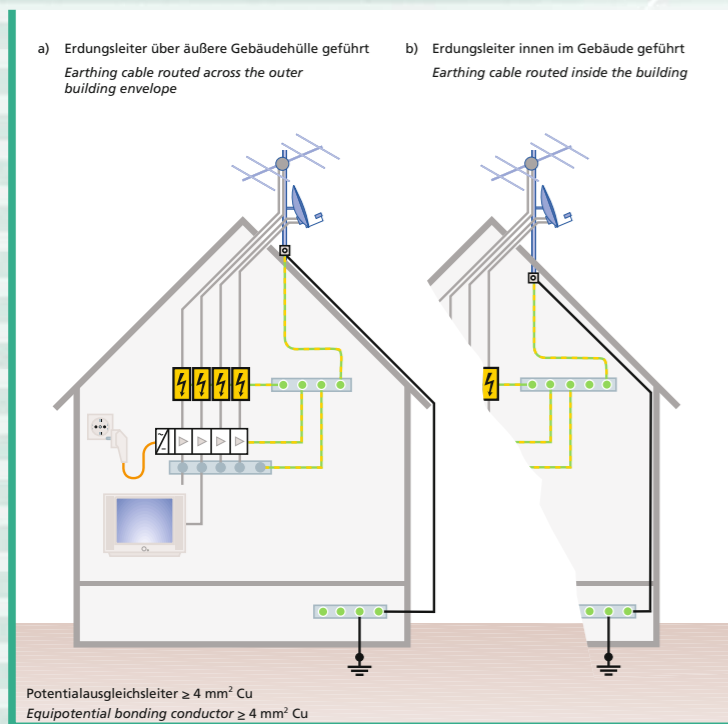 a) Erdungsleiter über äußere Gebäudehülle geführt
Earthing cable routed across the outer
building envelope
b) Erdungsleiter innen im Gebäude geführt
Earthing cable routed inside the building
Potentialausgleichsleiter ≥ 4 mm² Cu
Equipotential bonding conductor ≥ 4 mm² Cu